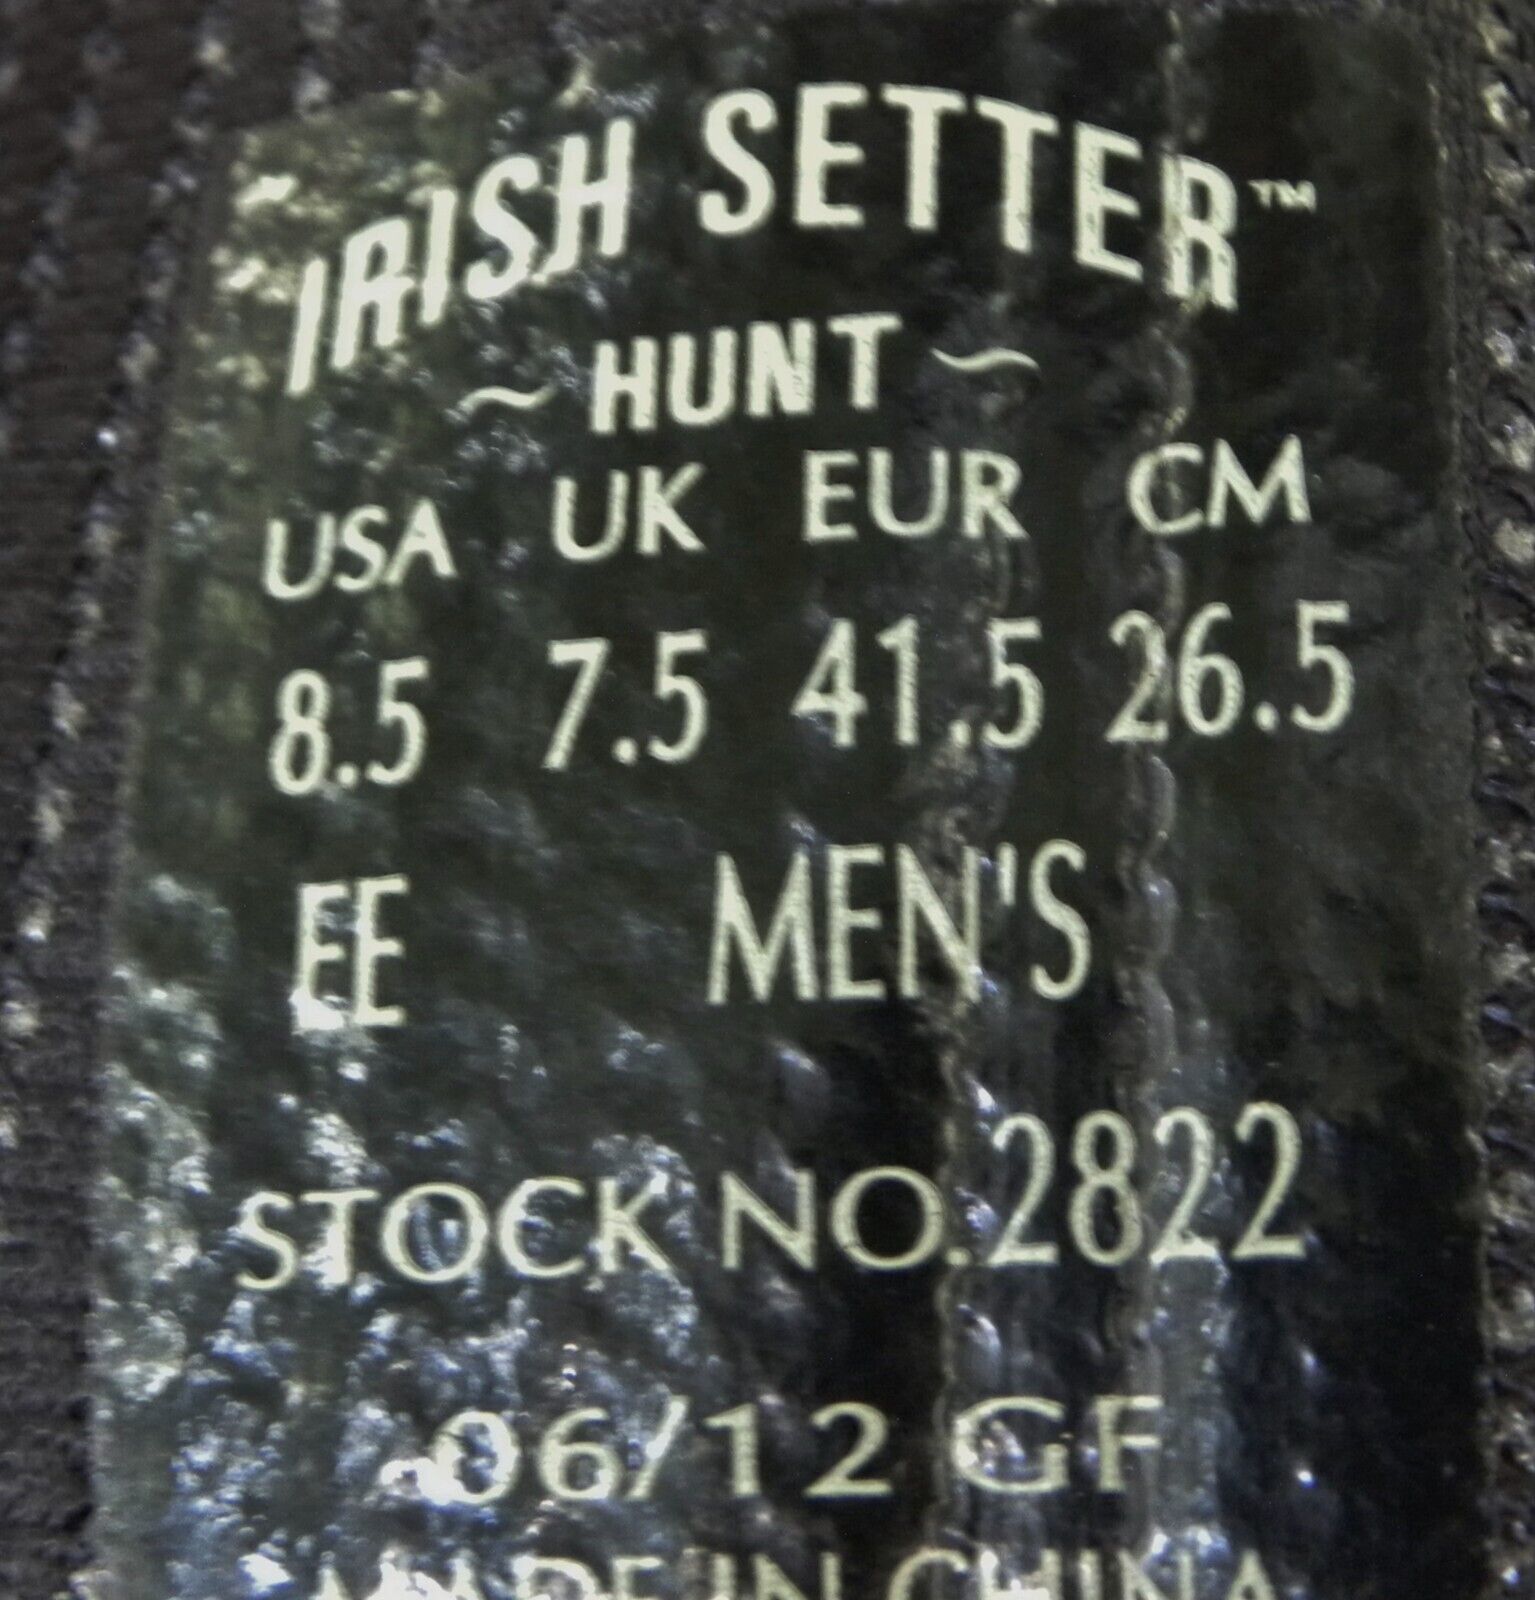 IRISH SETTER™
~HUNT~
USA UK EUR CM
8.5 7.5 41.5 26.5
EE MEN'S
STOCK NO. 2822
06/12 GF
MADE IN CHINA